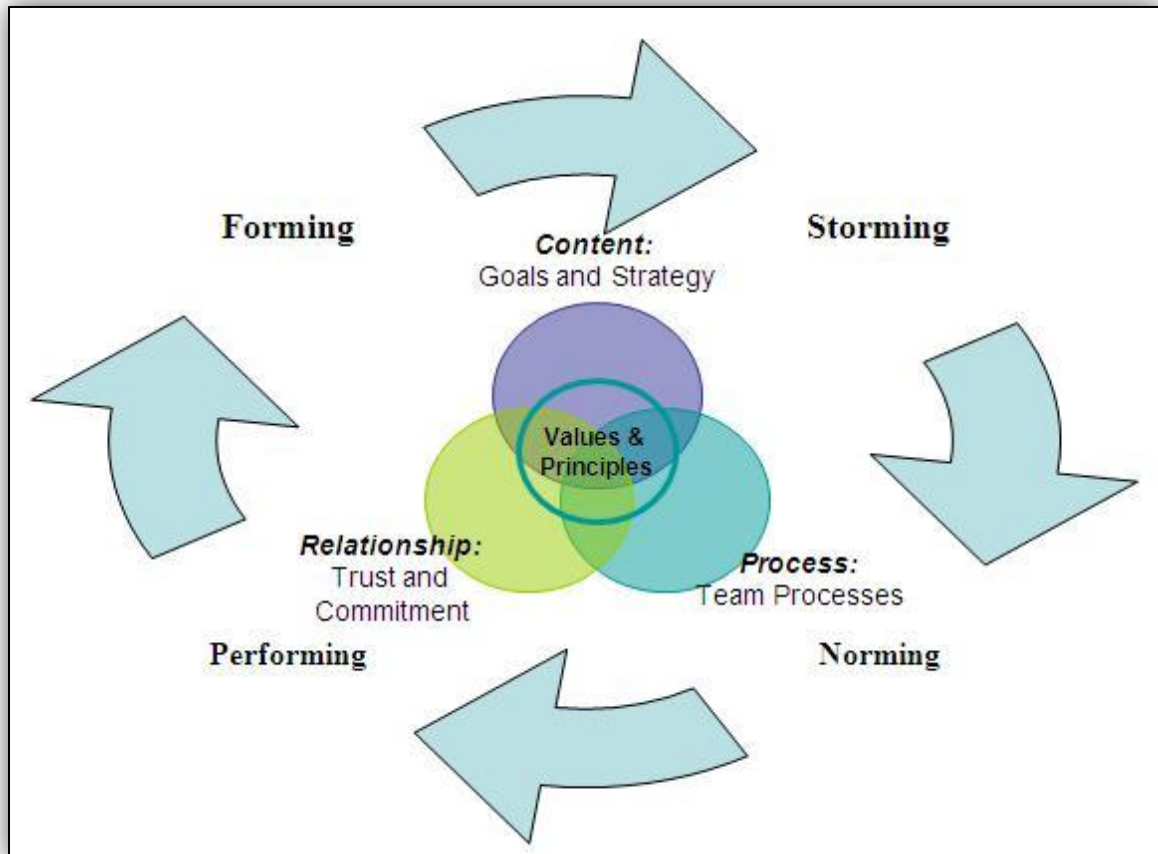 Forming
Storming
Content:
Goals and Strategy
Values &
Principles
Relationship:
Trust and
Commitment
Process:
Team Processes
Performing
Norming